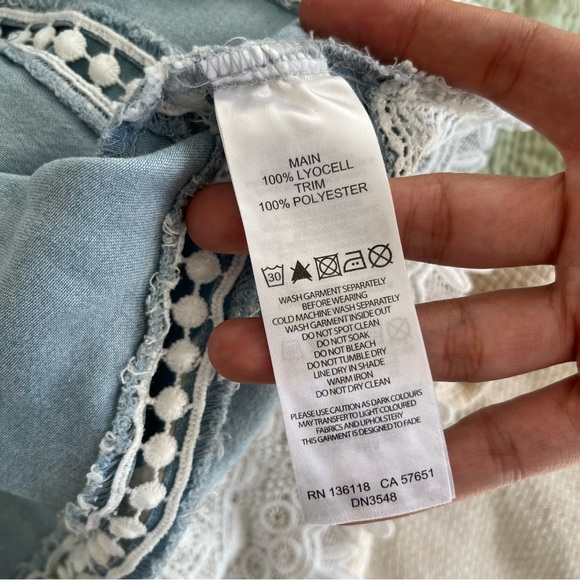 MAIN
100% LYOCELL
TRIM
100% POLYESTER
30
WASH GARMENT SEPARATELY
BEFORE WEARING
COLD MACHINE WASH SEPARATELY
WASH GARMENT INSIDE OUT
DO NOT SPOT CLEAN
DO NOT SOAK
DO NOT BLEACH
DO NOT TUMBLE DRY
LINE DRY IN SHADE
WARM IRON
DO NOT DRY CLEAN
PLEASE USE CAUTION AS DARK COLOURS
MAY TRANSFER TO LIGHT COLOURED
FABRICS AND UPHOLSTERY
THIS GARMENT IS DESIGNED TO FADE
RN 136118 CA 57651
DN3548